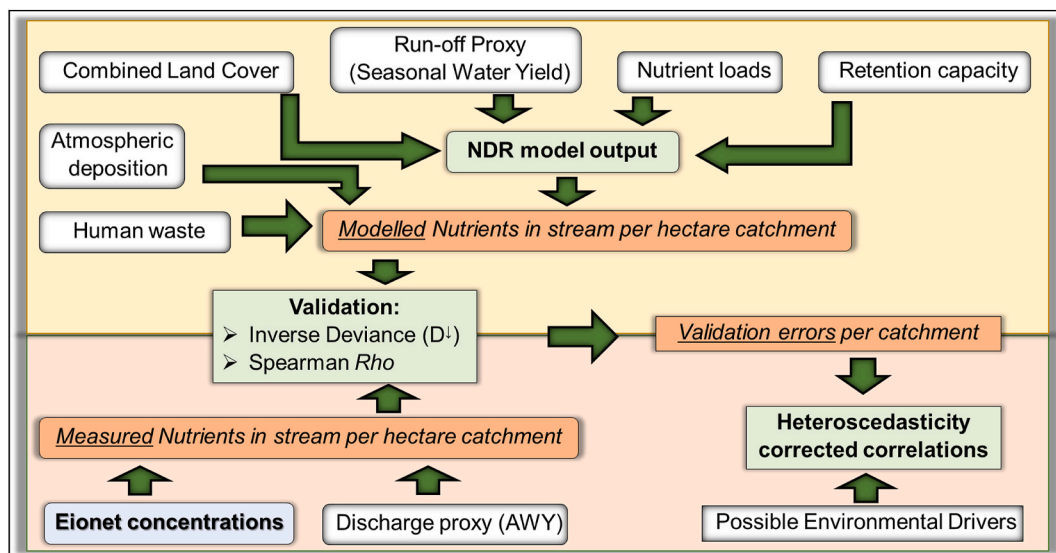 Combined Land Cover
Run-off Proxy
(Seasonal Water Yield)
Nutrient loads
Retention capacity
Atmospheric
deposition
NDR model output
Human waste
Modelled Nutrients in stream per hectare catchment
Validation:
➢ Inverse Deviance (D↓)
➢ Spearman Rho
Validation errors per catchment
Measured Nutrients in stream per hectare catchment
Heteroscedasticity
corrected correlations
Eionet concentrations
Discharge proxy (AWY)
Possible Environmental Drivers